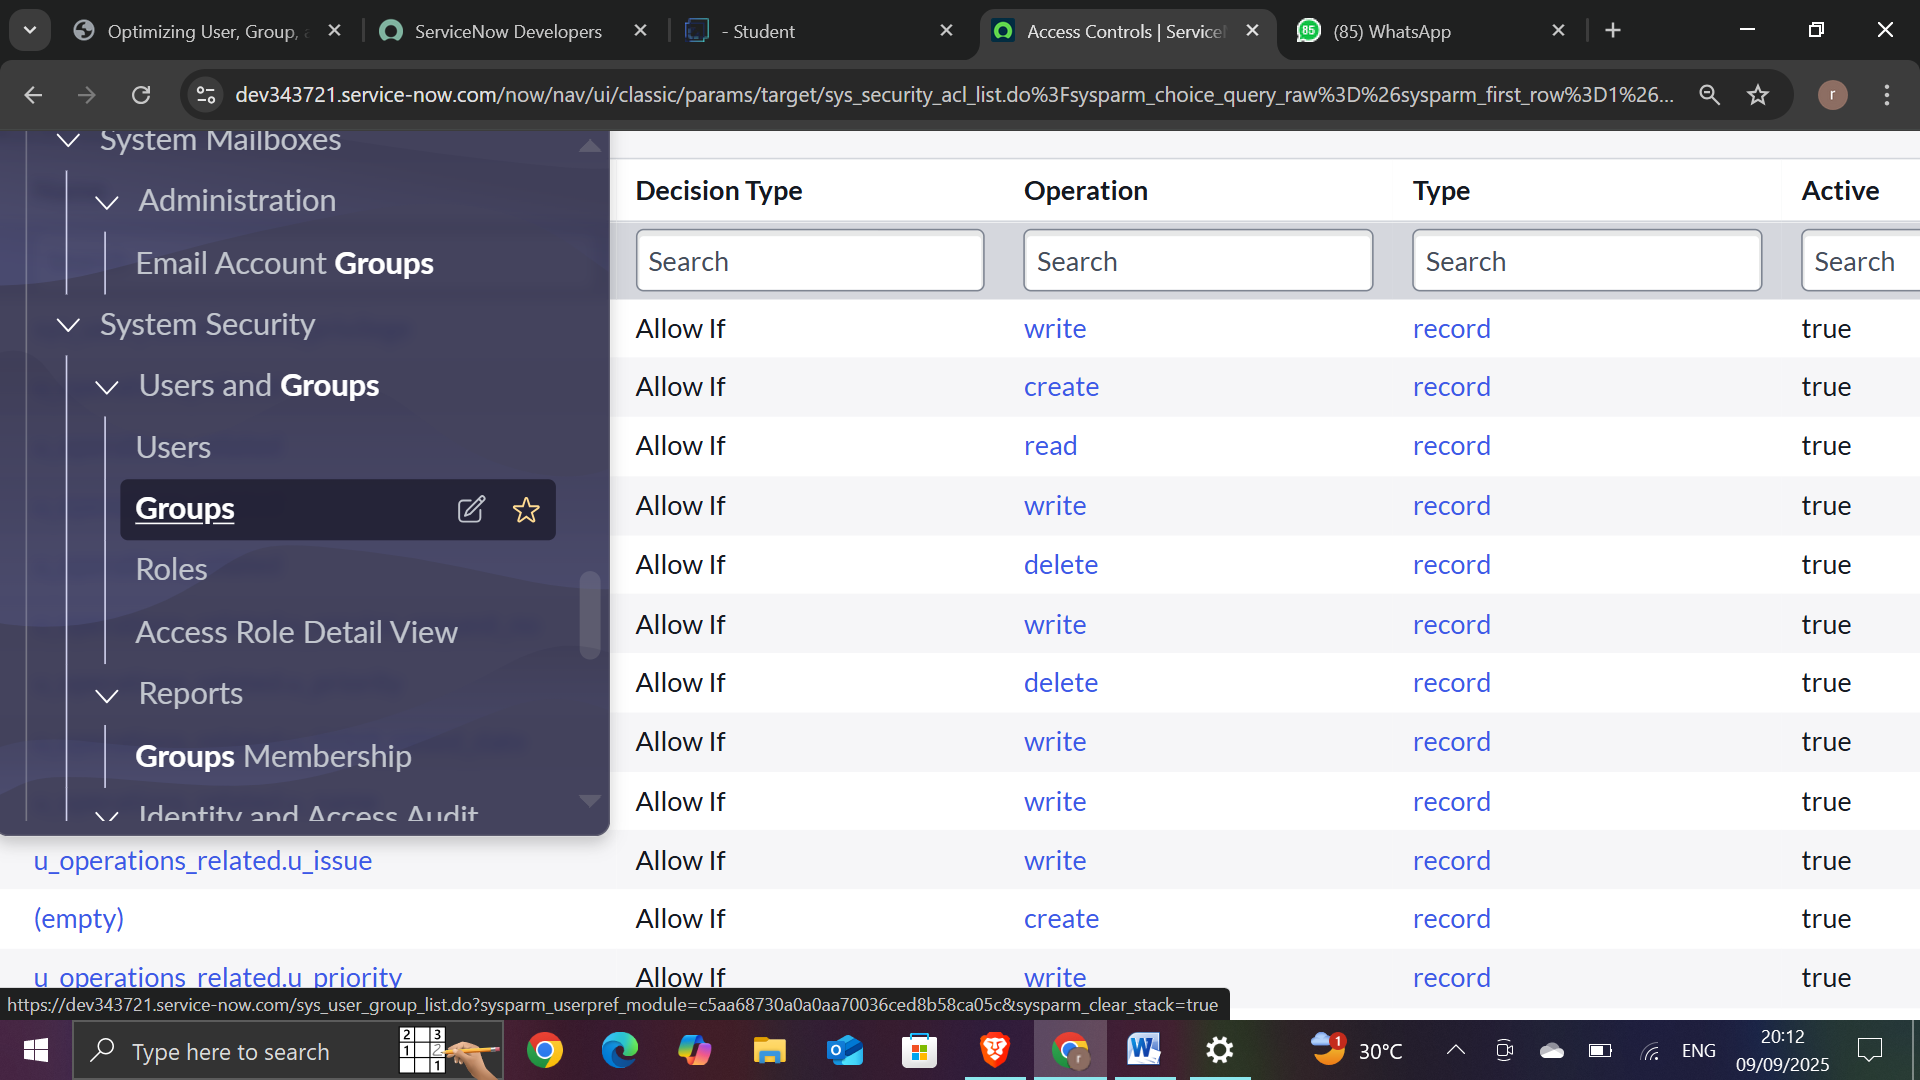 Optimizing User, Group, a
ServiceNow Developers
- Student
Access Controls | Service
85
(85) WhatsApp
dev343721.service-now.com/now/nav/ui/classic/params/target/sys_security_acl_list.do%3Fsysparm_choice_query_raw%3D%26sysparm_first_row%3D1%26...
r
System Mailboxes
Administration
Email Account Groups
System Security
Users and Groups
Users
Groups
Roles
Access Role Detail View
Reports
Groups Membership
Identity and Access Audit
Decision Type Operation Type Active
Search Search Search Search
Allow If write record true
Allow If create record true
Allow If read record true
Allow If write record true
Allow If delete record true
Allow If write record true
Allow If delete record true
Allow If write record true
Allow If write record true
u_operations_related.u_issue Allow If write record true
(empty) Allow If create record true
u_operations_related.u_priority Allow If write record true
https://dev343721.service-now.com/sys_user_group_list.do?sysparm_userpref_module=c5aa68730a0a0aa70036ced8b58ca05c&sysparm_clear_stack=true
Type here to search
2 3
1 2
1
r
W
1
30°C
ENG
20:12
09/09/2025